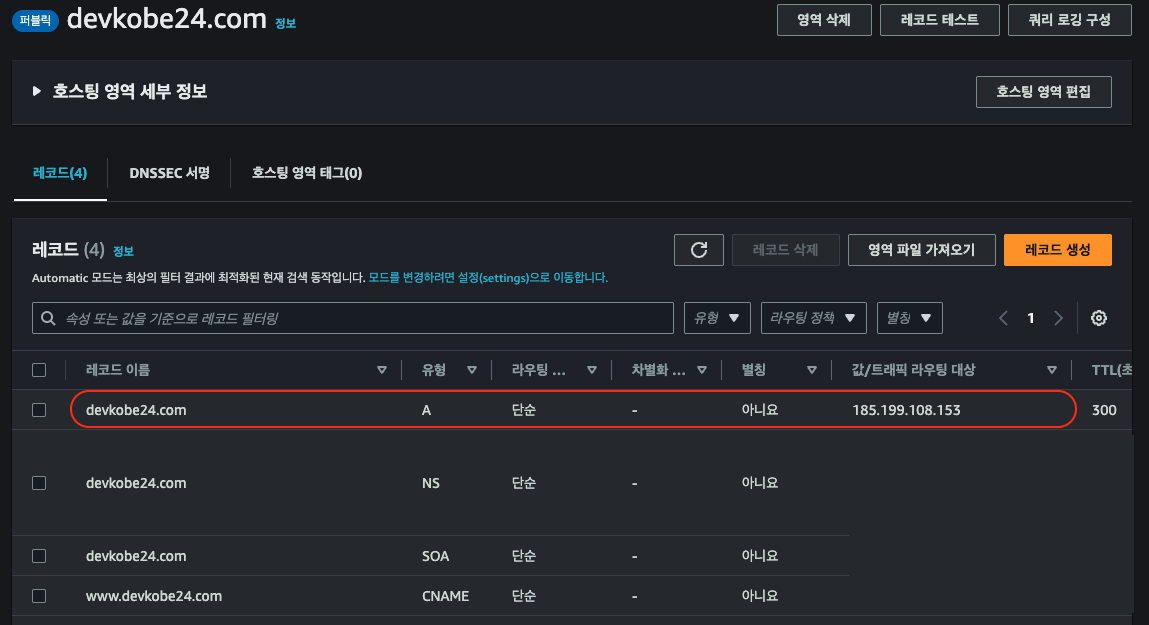 퍼블릭 devkobe24.com 정보
영역 삭제 레코드 테스트 쿼리 로깅 구성
호스팅 영역 세부 정보 호스팅 영역 편집
레코드(4) DNSSEC 서명 호스팅 영역 태그(0)
레코드 (4) 정보 레코드 삭제 영역 파일 가져오기 레코드 생성
Automatic 모드는 최상의 필터 결과에 최적화된 현재 검색 동작입니다. 모드를 변경하려면 설정(settings)으로 이동합니다.
속성 또는 값을 기준으로 레코드 필터링 유형 라우팅 정책 별칭 1
레코드 이름 유형 라우팅 ... 차별화 ... 별칭 값/트래픽 라우팅 대상 TTL(초
devkobe24.com A 단순 - 아니요 185.199.108.153 300
devkobe24.com NS 단순 - 아니요
devkobe24.com SOA 단순 - 아니요
www.devkobe24.com CNAME 단순 - 아니요